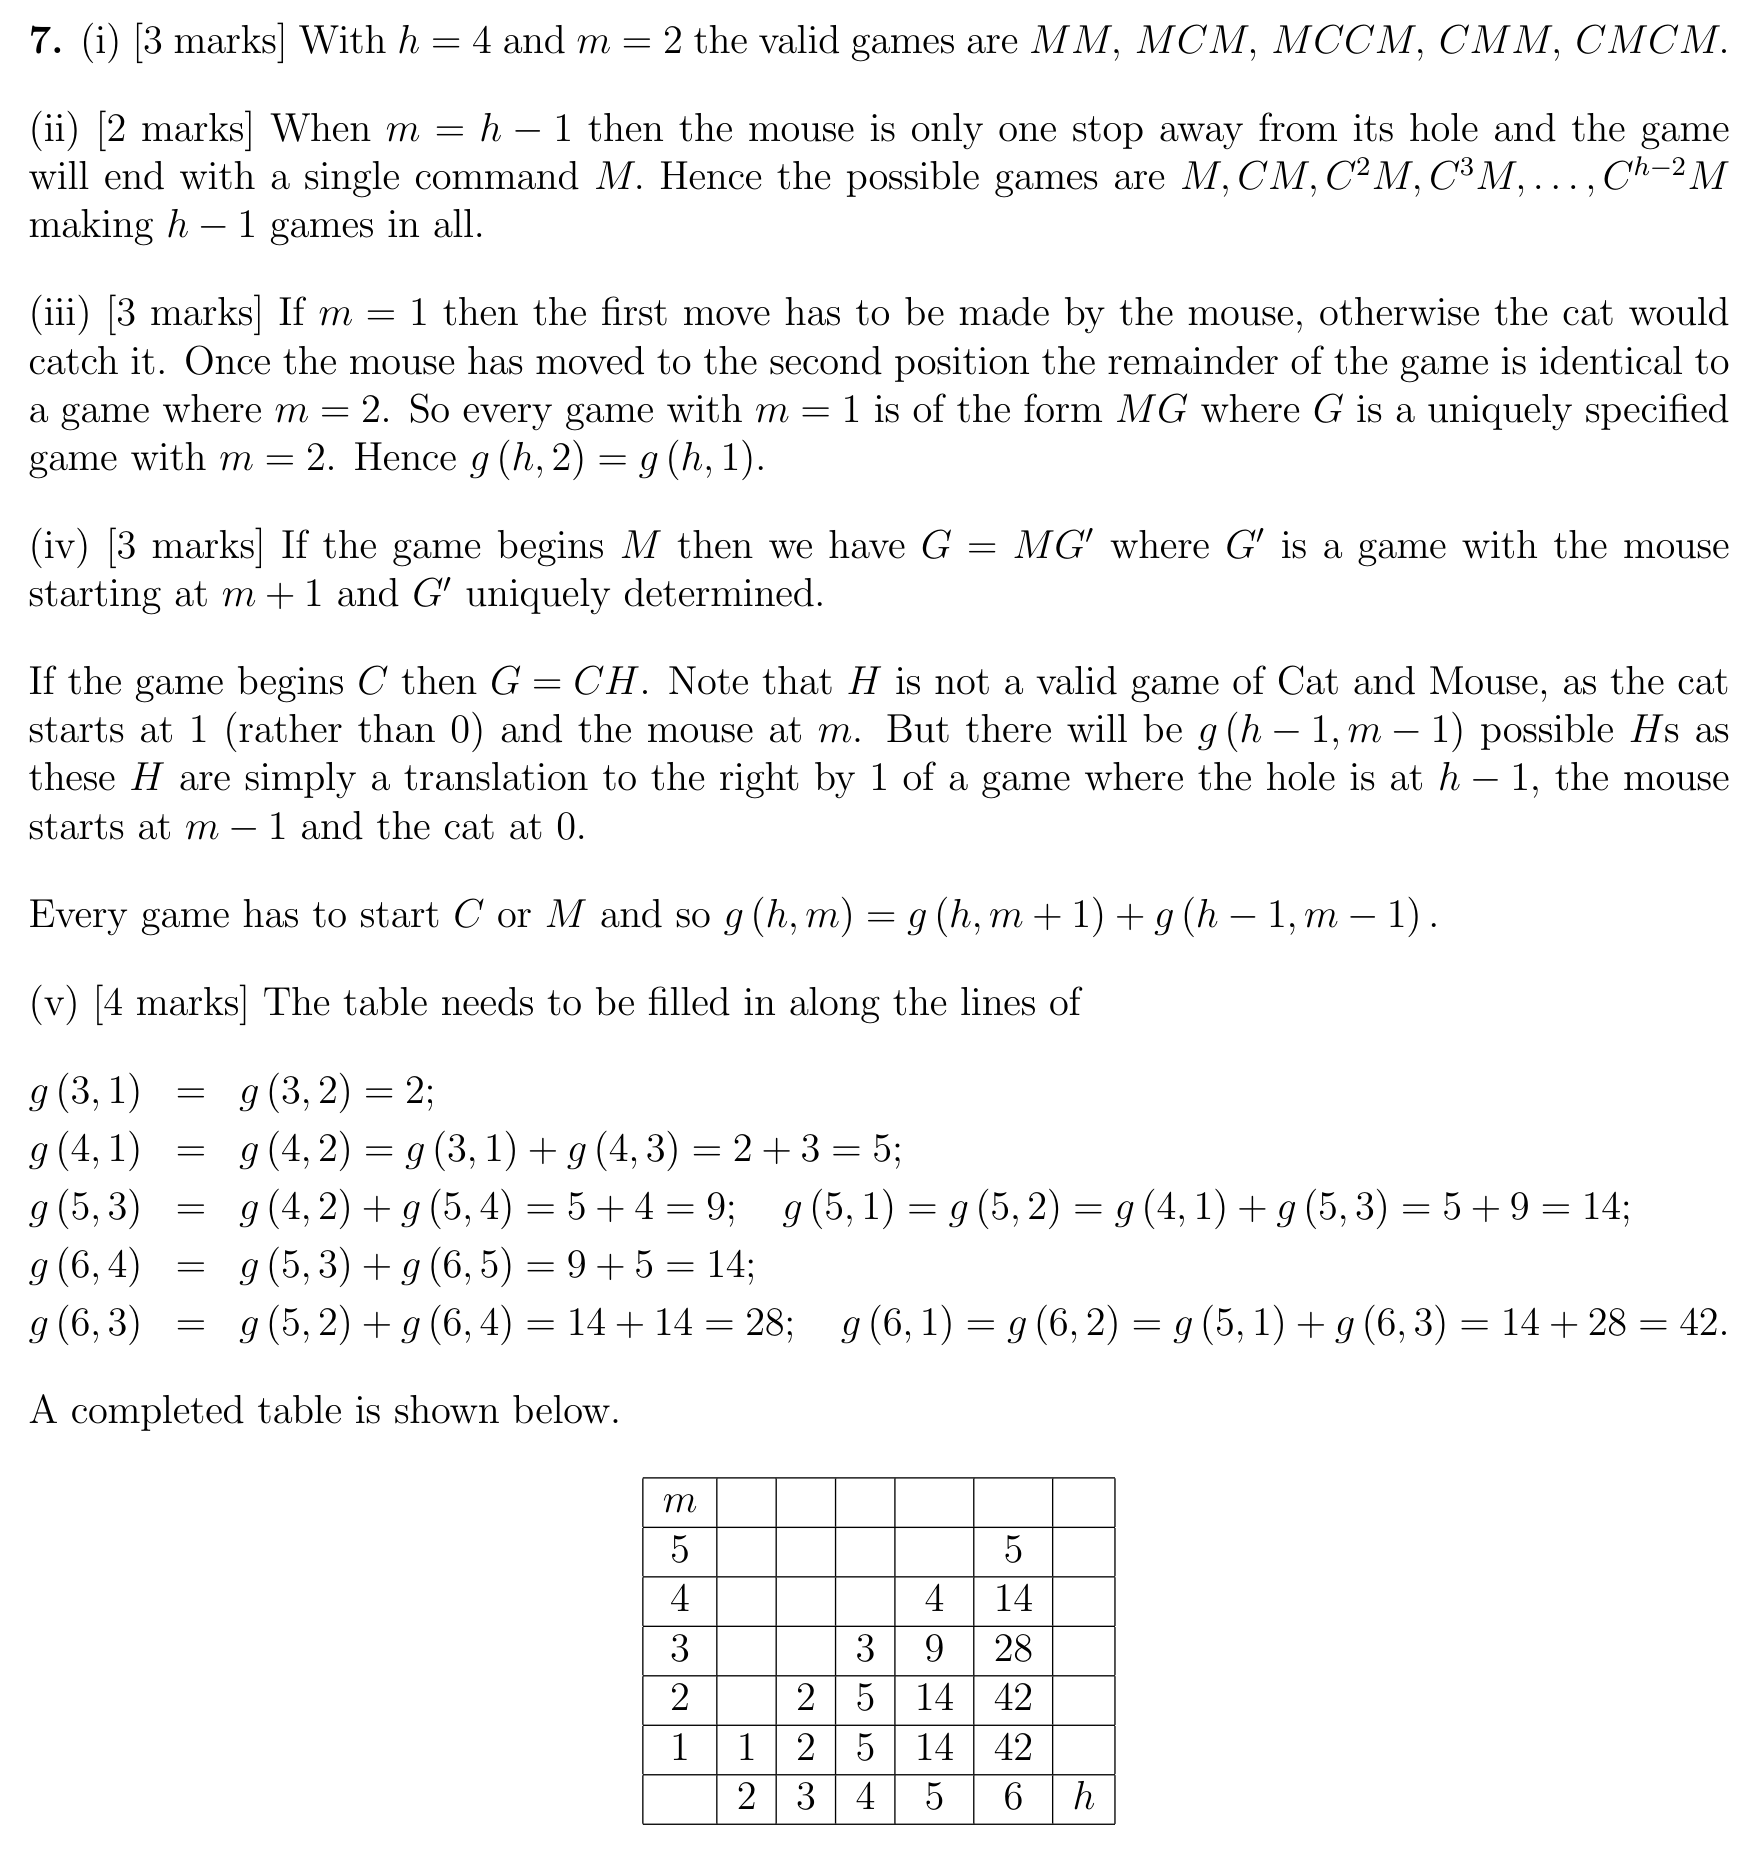 7. (i) [3 marks] With h = 4 and m = 2 the valid games are MM, MCM, MCCM, CMM, CMCM.
(ii) [2 marks] When m = h − 1 then the mouse is only one stop away from its hole and the game
will end with a single command M. Hence the possible games are M, CM, C²M, C³M, . . . , Cʰ⁻²M
making h − 1 games in all.
(iii) [3 marks] If m = 1 then the first move has to be made by the mouse, otherwise the cat would
catch it. Once the mouse has moved to the second position the remainder of the game is identical to
a game where m = 2. So every game with m = 1 is of the form MG where G is a uniquely specified
game with m = 2. Hence g (h, 2) = g (h, 1).
(iv) [3 marks] If the game begins M then we have G = MG′ where G′ is a game with the mouse
starting at m + 1 and G′ uniquely determined.
If the game begins C then G = CH. Note that H is not a valid game of Cat and Mouse, as the cat
starts at 1 (rather than 0) and the mouse at m. But there will be g (h − 1, m − 1) possible Hs as
these H are simply a translation to the right by 1 of a game where the hole is at h − 1, the mouse
starts at m − 1 and the cat at 0.
Every game has to start C or M and so g (h, m) = g (h, m + 1) + g (h − 1, m − 1) .
(v) [4 marks] The table needs to be filled in along the lines of
g (3, 1) = g (3, 2) = 2;
g (4, 1) = g (4, 2) = g (3, 1) + g (4, 3) = 2 + 3 = 5;
g (5, 3) = g (4, 2) + g (5, 4) = 5 + 4 = 9; g (5, 1) = g (5, 2) = g (4, 1) + g (5, 3) = 5 + 9 = 14;
g (6, 4) = g (5, 3) + g (6, 5) = 9 + 5 = 14;
g (6, 3) = g (5, 2) + g (6, 4) = 14 + 14 = 28; g (6, 1) = g (6, 2) = g (5, 1) + g (6, 3) = 14 + 28 = 42.
A completed table is shown below.
m
5 5
4 4 14
3 3 9 28
2 2 5 14 42
1 1 2 5 14 42
2 3 4 5 6 h